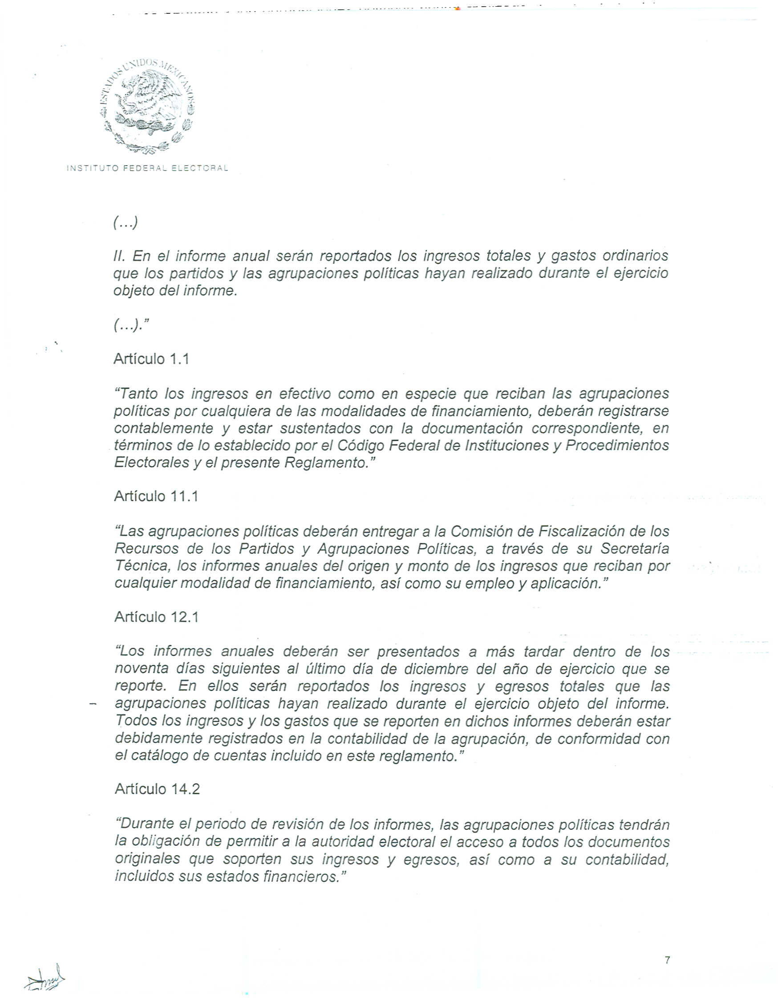 ESTADOS UNIDOS MEXICANOS
INSTITUTO FEDERAL ELECTORAL
(...)
II. En el informe anual serán reportados los ingresos totales y gastos ordinarios
que los partidos y las agrupaciones políticas hayan realizado durante el ejercicio
objeto del informe.
(...).”
Artículo 1.1
“Tanto los ingresos en efectivo como en especie que reciban las agrupaciones
políticas por cualquiera de las modalidades de financiamiento, deberán registrarse
contablemente y estar sustentados con la documentación correspondiente, en
términos de lo establecido por el Código Federal de Instituciones y Procedimientos
Electorales y el presente Reglamento.”
Artículo 11.1
“Las agrupaciones políticas deberán entregar a la Comisión de Fiscalización de los
Recursos de los Partidos y Agrupaciones Políticas, a través de su Secretaría
Técnica, los informes anuales del origen y monto de los ingresos que reciban por
cualquier modalidad de financiamiento, así como su empleo y aplicación.”
Artículo 12.1
“Los informes anuales deberán ser presentados a más tardar dentro de los
noventa días siguientes al último día de diciembre del año de ejercicio que se
reporte. En ellos serán reportados los ingresos y egresos totales que las
agrupaciones políticas hayan realizado durante el ejercicio objeto del informe.
Todos los ingresos y los gastos que se reporten en dichos informes deberán estar
debidamente registrados en la contabilidad de la agrupación, de conformidad con
el catálogo de cuentas incluido en este reglamento.”
Artículo 14.2
“Durante el periodo de revisión de los informes, las agrupaciones políticas tendrán
la obligación de permitir a la autoridad electoral el acceso a todos los documentos
originales que soporten sus ingresos y egresos, así como a su contabilidad,
incluidos sus estados financieros.”
7